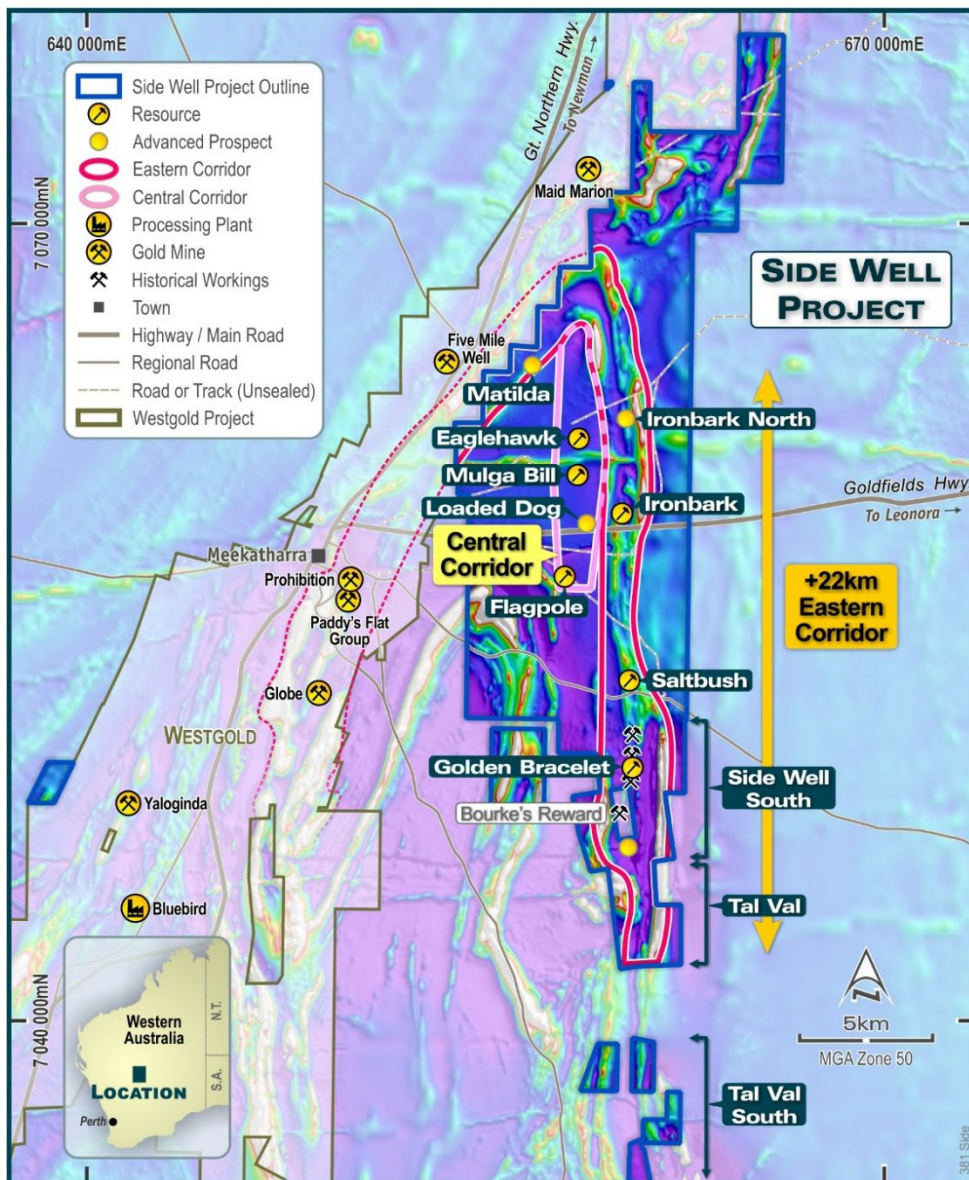 640 000mE
670 000mE
7 070 000mN
7 040 000mN
Side Well Project Outline
Resource
Advanced Prospect
Eastern Corridor
Central Corridor
Processing Plant
Gold Mine
Historical Workings
Town
Highway / Main Road
Regional Road
Road or Track (Unsealed)
Westgold Project
Gt. Northern Hwy.
To Newman →
Maid Marion
SIDE WELL
PROJECT
Five Mile
Well
Matilda
Ironbark North
Eaglehawk
Mulga Bill
Loaded Dog
Ironbark
Goldfields Hwy
To Leonora →
Meekatharra
Central
Corridor
Prohibition
Flagpole
Paddy's Flat
Group
+22km
Eastern
Corridor
Saltbush
Globe
WESTGOLD
Golden Bracelet
Side Well
South
Yaloginda
Bourke's Reward
Bluebird
Tal Val
Western
Australia
N.T.
S.A.
LOCATION
Perth
N
5km
MGA Zone 50
Tal Val
South
381 Side